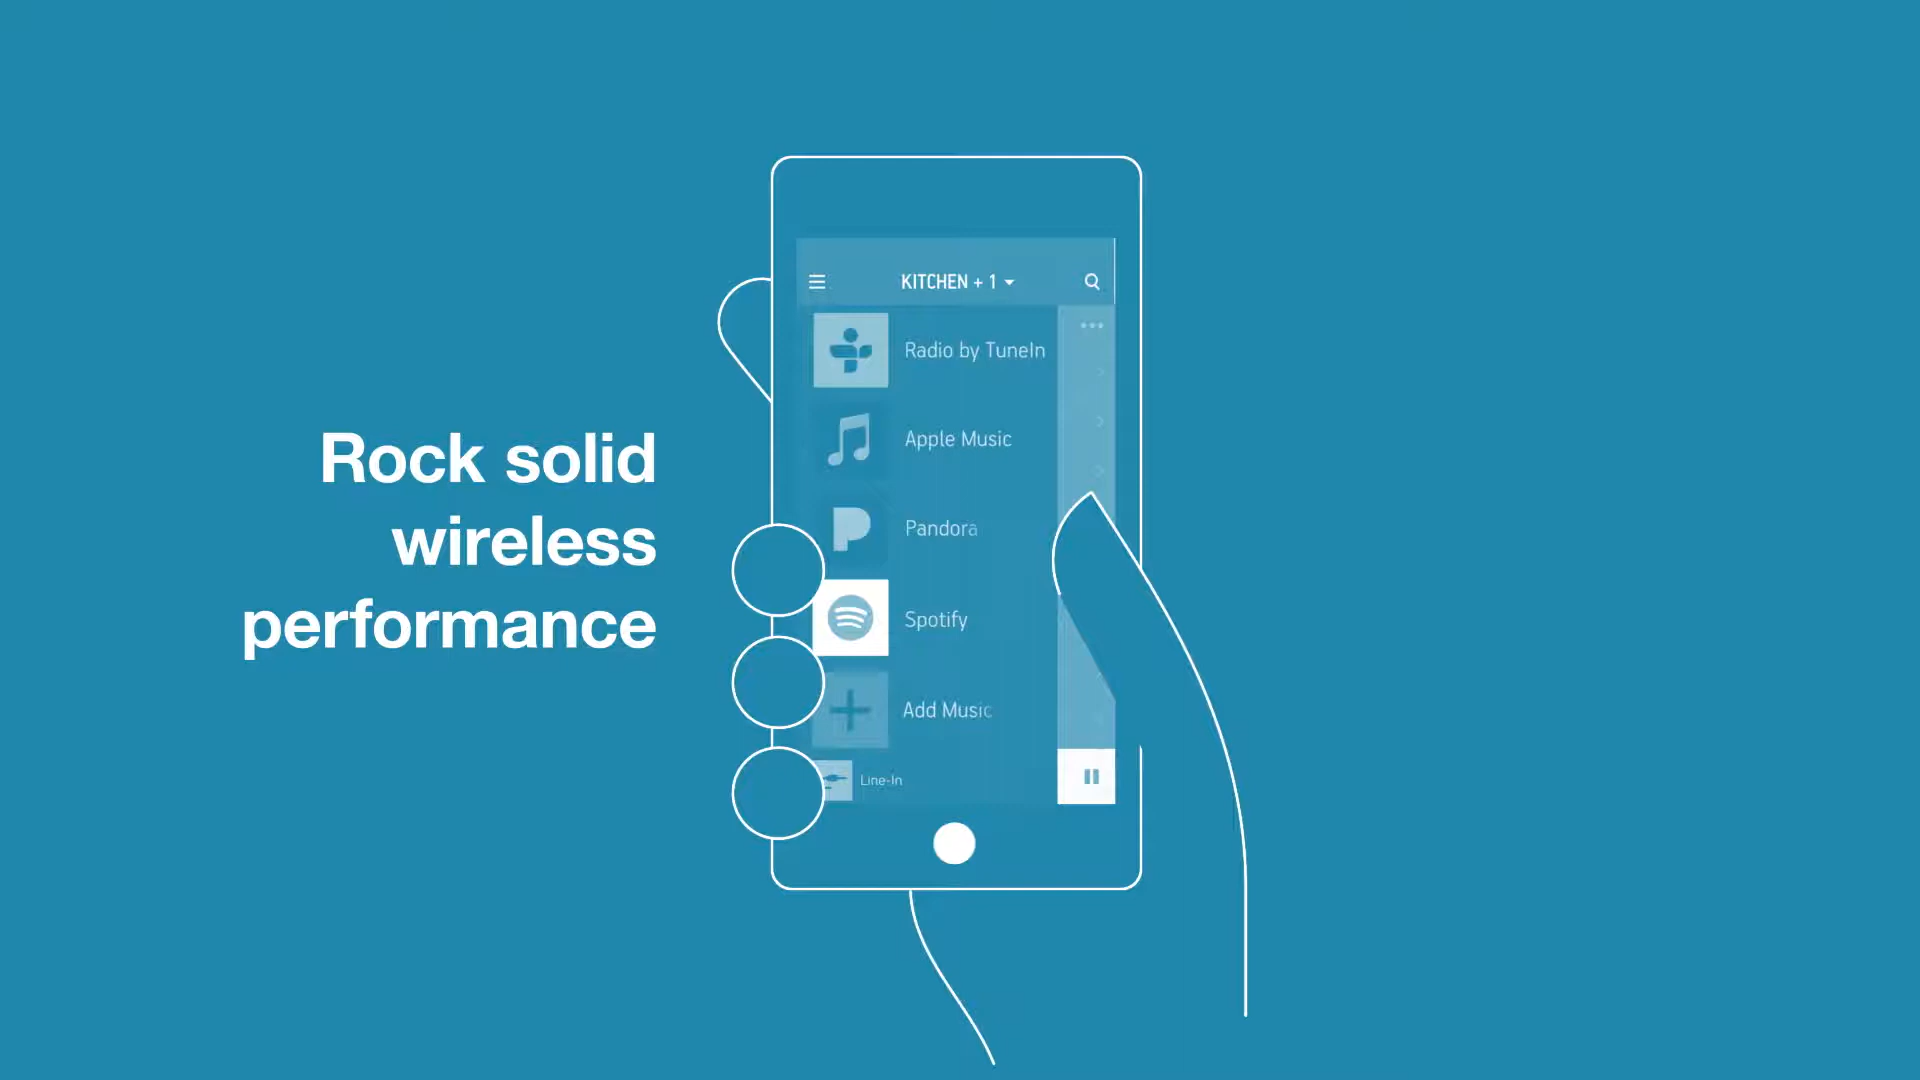 Rock solid
wireless
performance
KITCHEN + 1
Radio by TuneIn
Apple Music
Pandora
Spotify
Add Music
Line-In